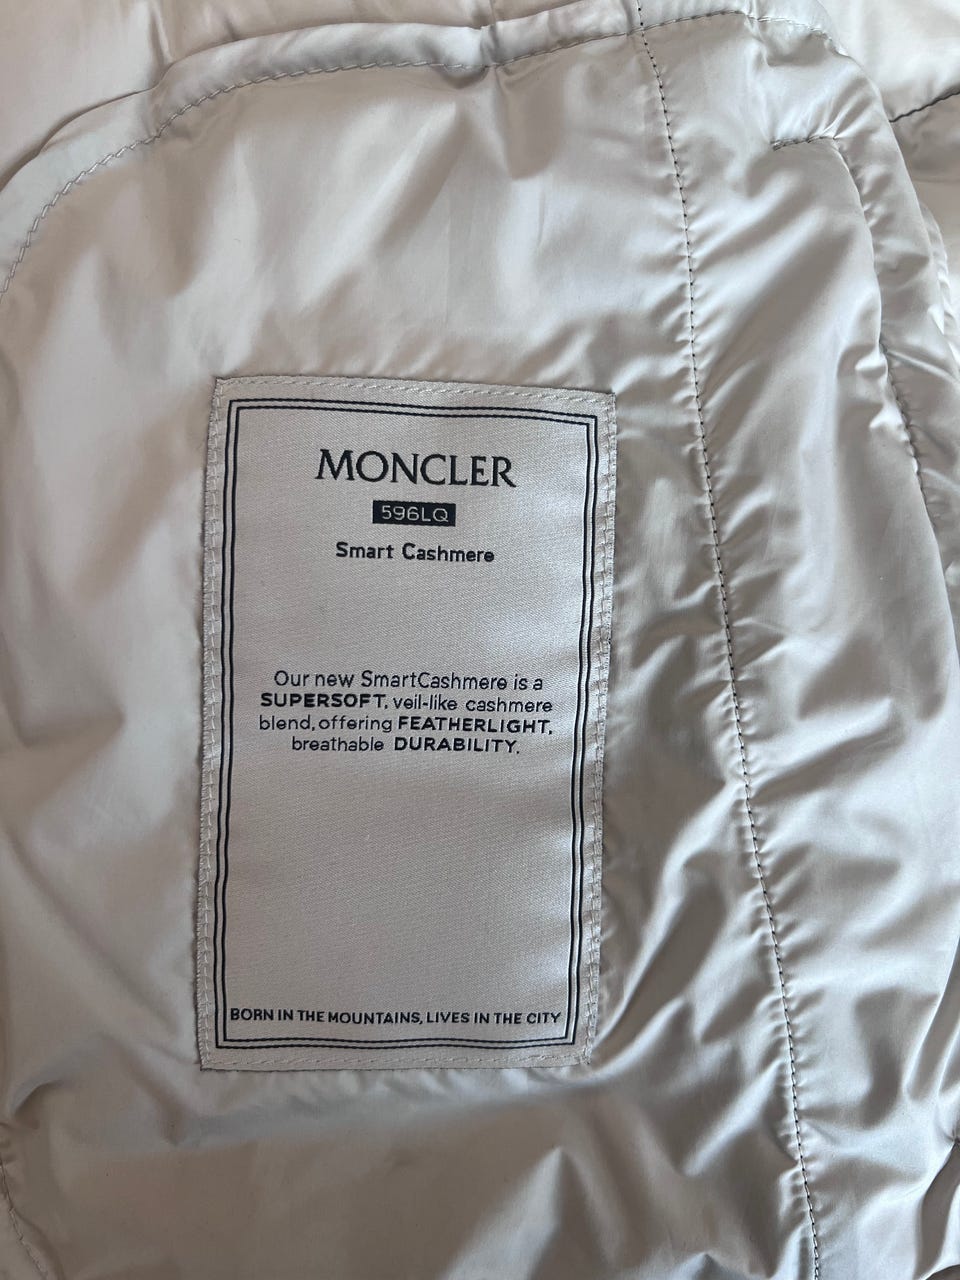 MONCLER
596LQ
Smart Cashmere
Our new SmartCashmere is a
SUPERSOFT, veil-like cashmere
blend, offering FEATHERLIGHT,
breathable DURABILITY.
BORN IN THE MOUNTAINS, LIVES IN THE CITY